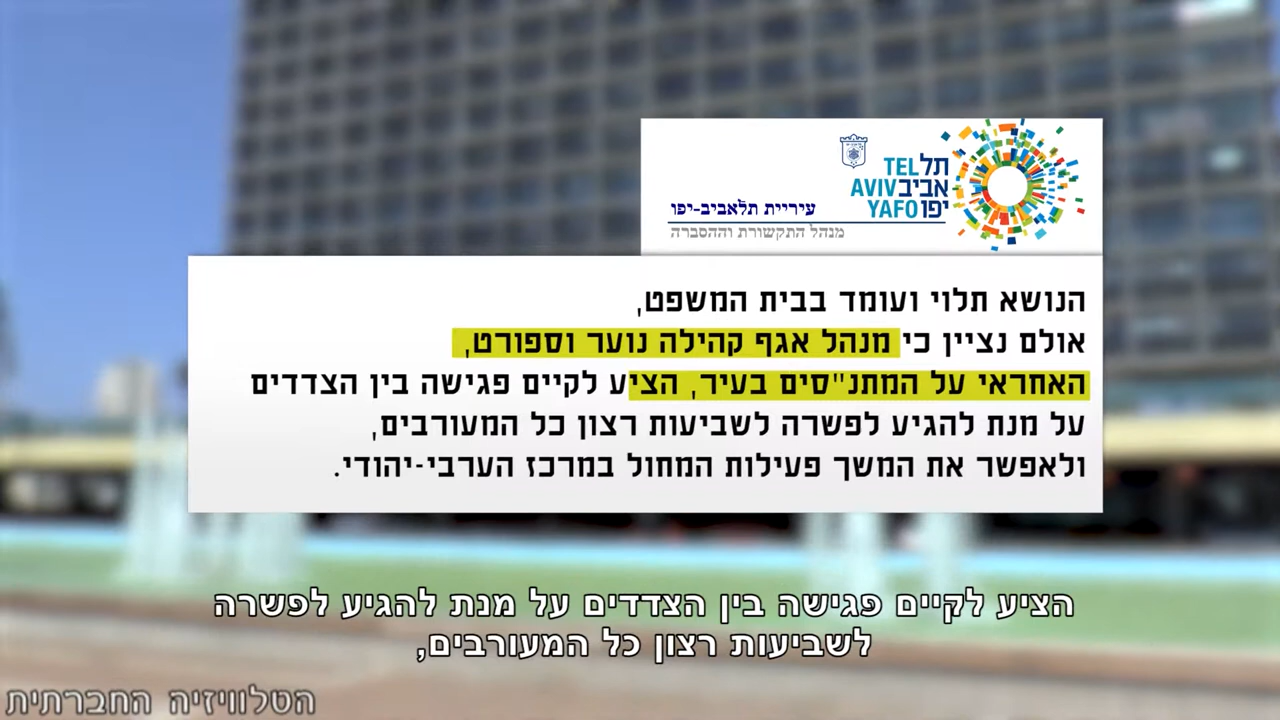 תל TEL
אביב AVIV
יפו YAFO
עיריית תל אביב-יפו
מנהל התקשורת וההסברה
הנושא תלוי ועומד בבית המשפט,
אולם נציין כי מנהל אגף קהילה נוער וספורט,
האחראי על המתנ"סים בעיר, הציע לקיים פגישה בין הצדדים
על מנת להגיע לפשרה לשביעות רצון כל המעורבים,
ולאפשר את המשך פעילות המחול במרכז הערבי-יהודי.
הציע לקיים פגישה בין הצדדים על מנת להגיע לפשרה
לשביעות רצון כל המעורבים,
הטלוויזיה החברתית